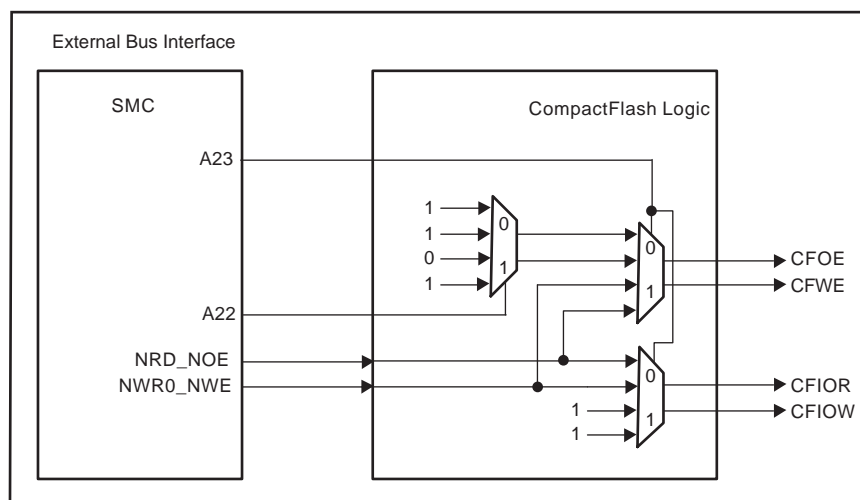 External Bus Interface
SMC
CompactFlash Logic
A23
1
1
0
1
0
1
0
1
CFOE
CFWE
A22
NRD_NOE
NWR0_NWE
0
1
1
1
CFIOR
CFIOW